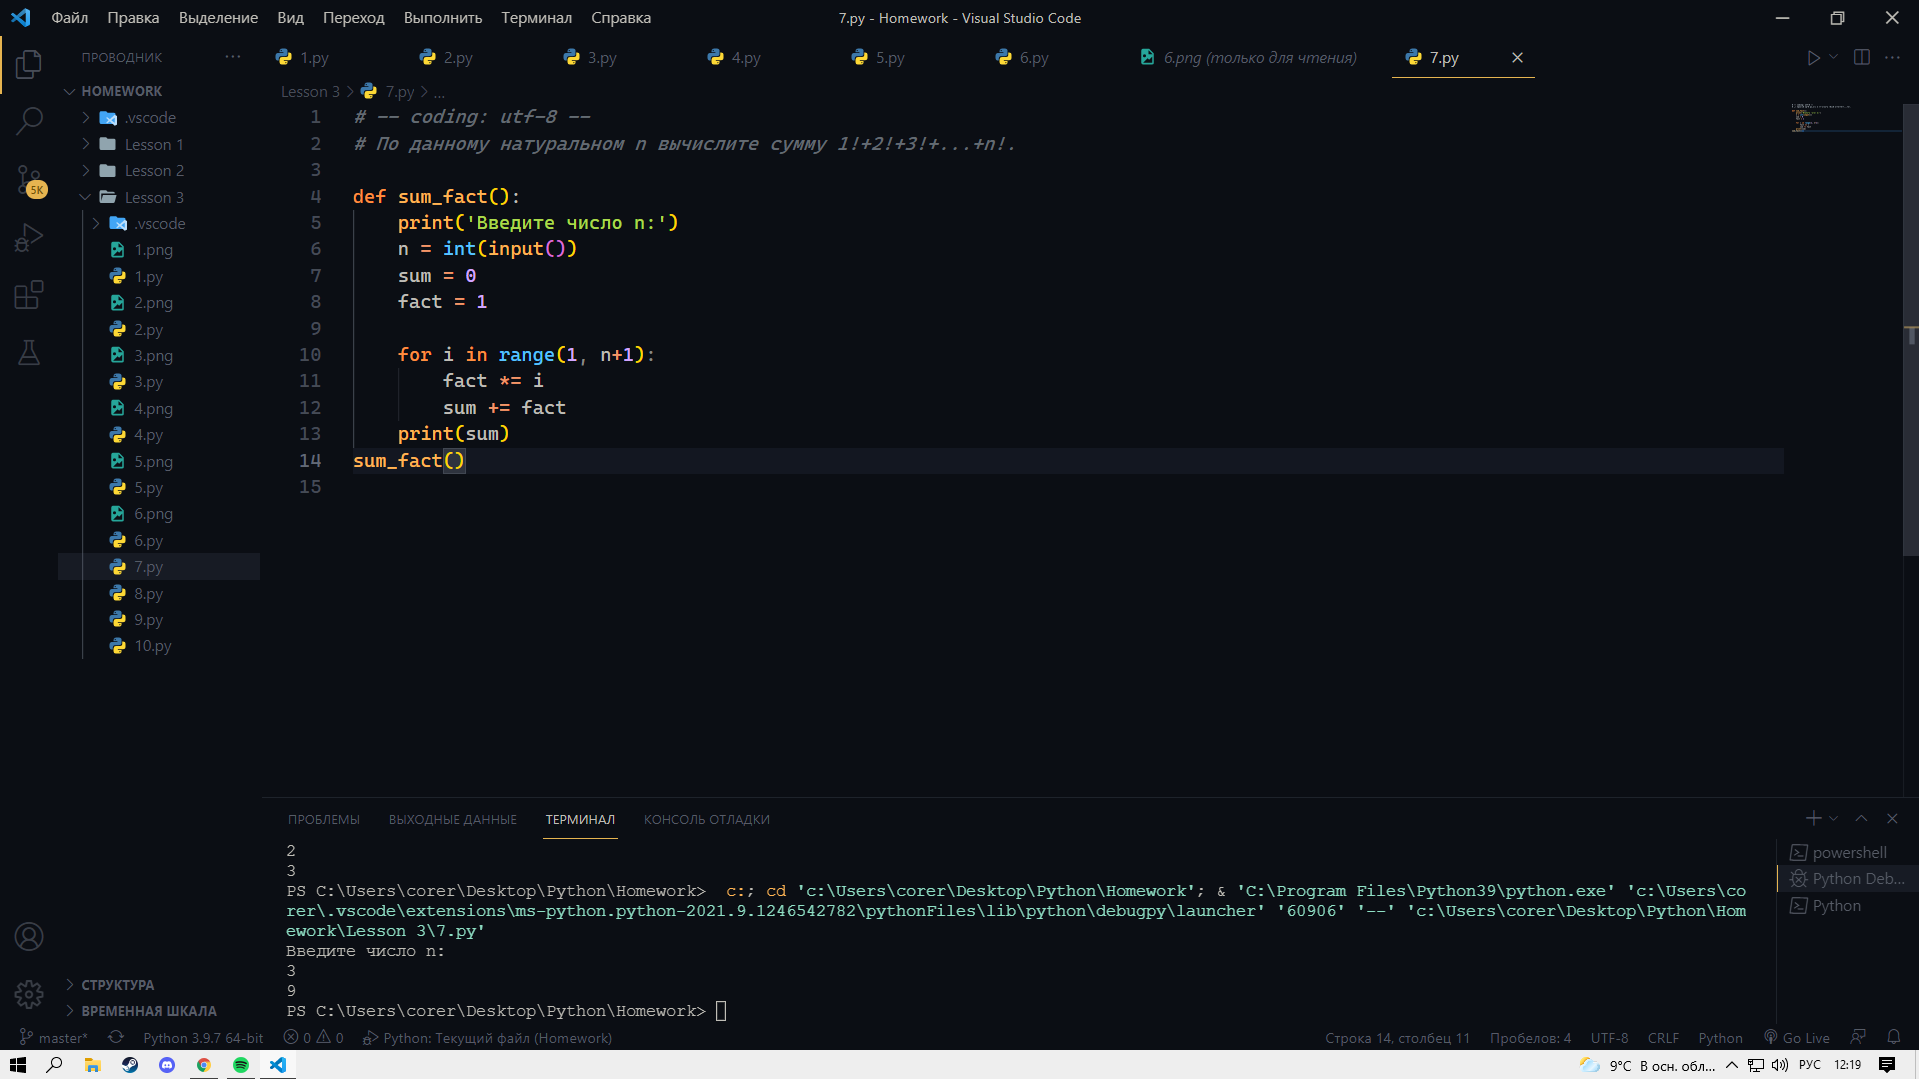 Файл Правка Выделение Вид Переход Выполнить Терминал Справка 7.py - Homework - Visual Studio Code
ПРОВОДНИК ... 1.py 2.py 3.py 4.py 5.py 6.py 6.png (только для чтения) 7.py
HOMEWORK
.vscode
Lesson 1
Lesson 2
5K
Lesson 3
.vscode
1.png
1.py
2.png
2.py
3.png
3.py
4.png
4.py
5.png
5.py
6.png
6.py
7.py
8.py
9.py
10.py
СТРУКТУРА
ВРЕМЕННАЯ ШКАЛА
Lesson 3 > 7.py > ...
1 # -- coding: utf-8 --
2 # По данному натуральном n вычислите сумму 1!+2!+3!+...+n!.
3
4 def sum_fact():
5 print('Введите число n:')
6 n = int(input())
7 sum = 0
8 fact = 1
9
10 for i in range(1, n+1):
11 fact *= i
12 sum += fact
13 print(sum)
14 sum_fact()
15
ПРОБЛЕМЫ ВЫХОДНЫЕ ДАННЫЕ ТЕРМИНАЛ КОНСОЛЬ ОТЛАДКИ
2
3
PS C:\Users\corer\Desktop\Python\Homework>  c:; cd 'c:\Users\corer\Desktop\Python\Homework'; & 'C:\Program Files\Python39\python.exe' 'c:\Users\co
rer\.vscode\extensions\ms-python.python-2021.9.1246542782\pythonFiles\lib\python\debugpy\launcher' '60906' '--' 'c:\Users\corer\Desktop\Python\Hom
ework\Lesson 3\7.py'
Введите число n:
3
9
PS C:\Users\corer\Desktop\Python\Homework>
powershell
Python Deb...
Python
master* Python 3.9.7 64-bit 0 0 Python: Текущий файл (Homework) Строка 14, столбец 11 Пробелов: 4 UTF-8 CRLF Python Go Live
9°C В осн. обл... РУС 12:19